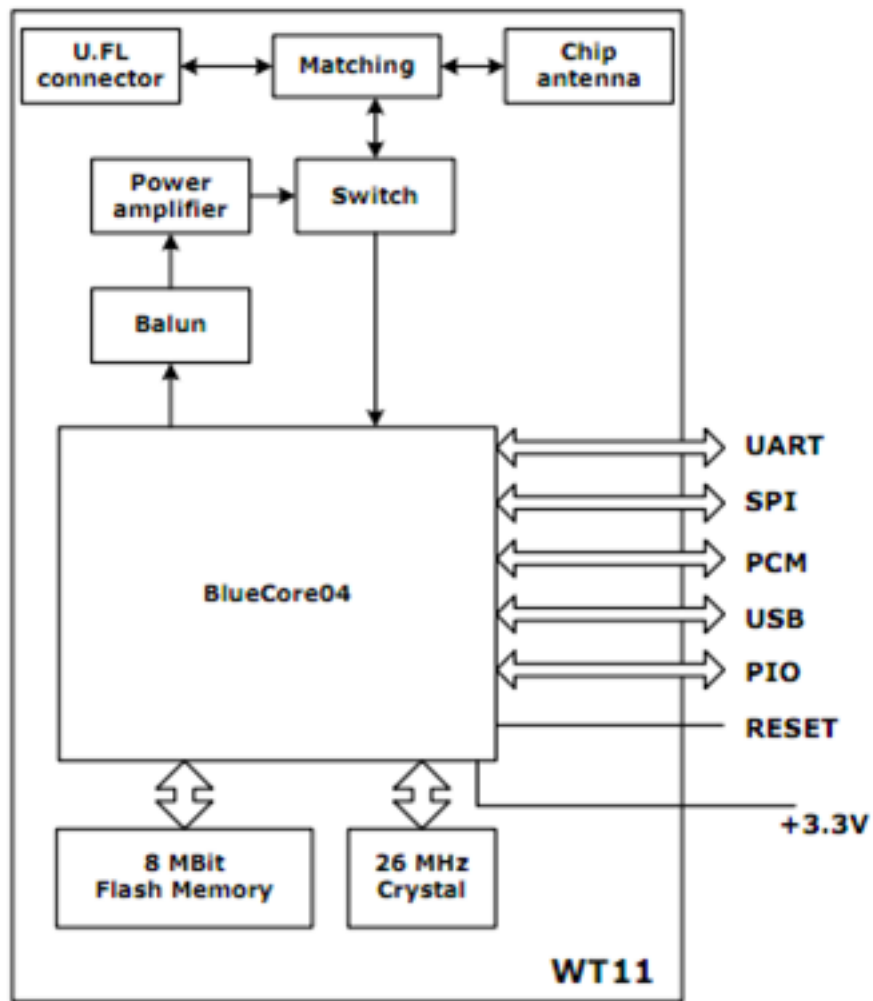 U.FL
connector
Matching
Chip
antenna
Power
amplifier
Switch
Balun
BlueCore04
UART
SPI
PCM
USB
PIO
RESET
+3.3V
8 MBit
Flash Memory
26 MHz
Crystal
WT11